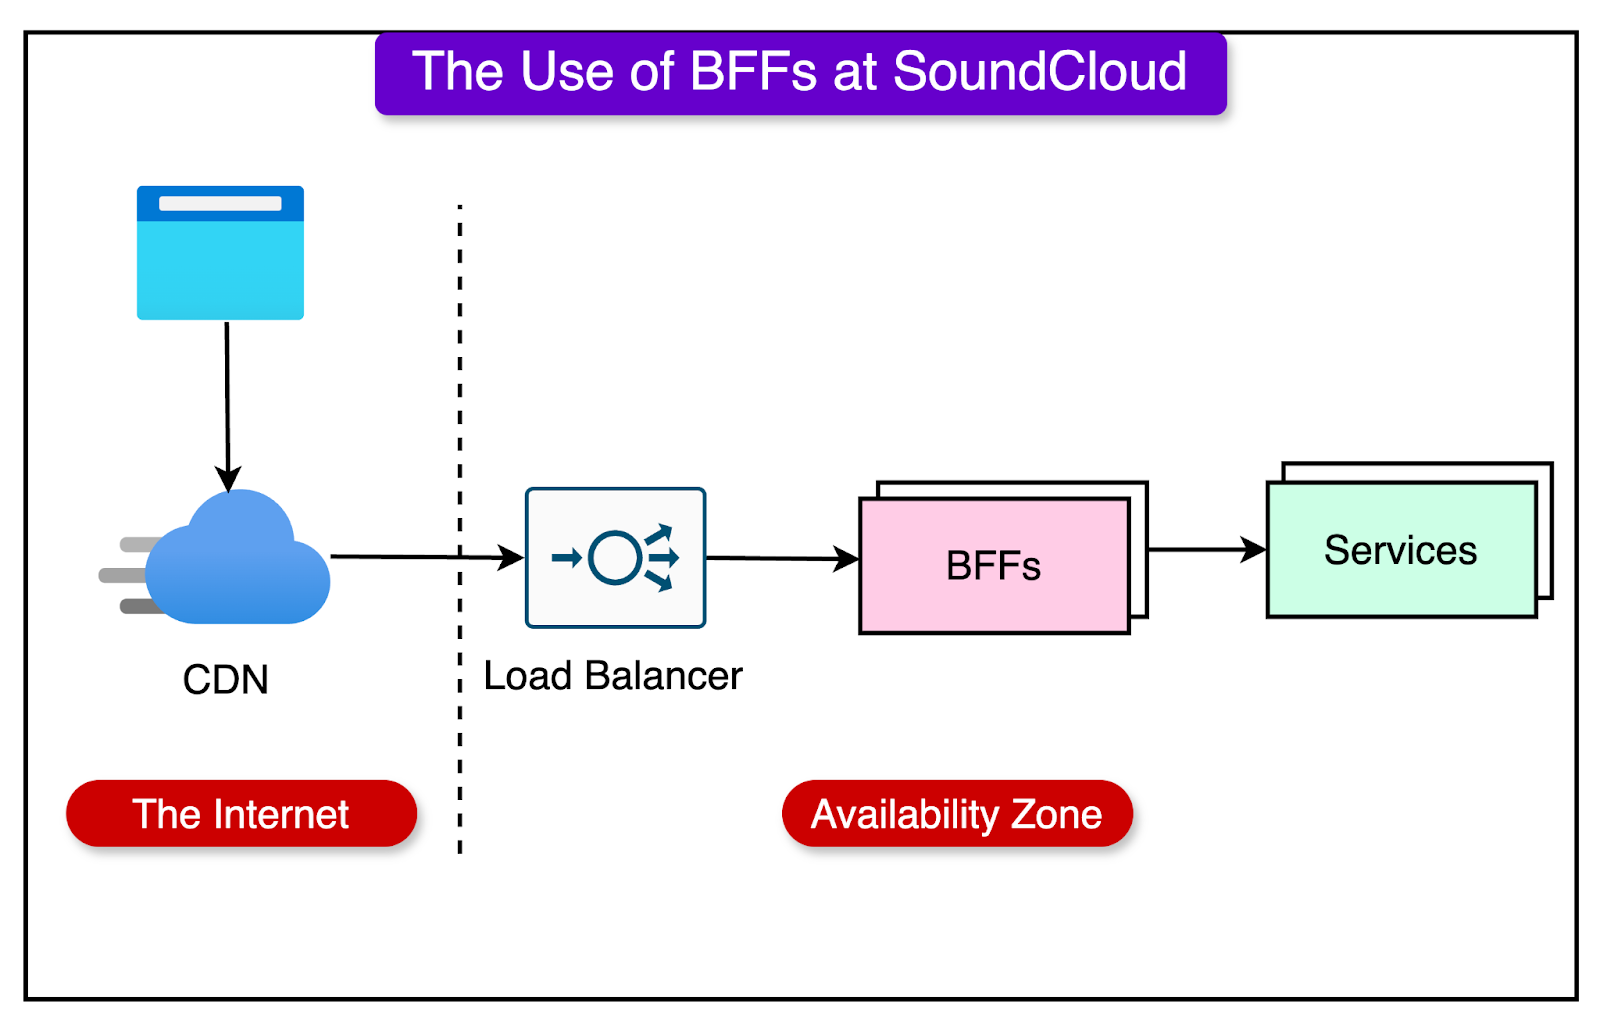 The Use of BFFs at SoundCloud
BFFs
Services
CDN
Load Balancer
The Internet
Availability Zone